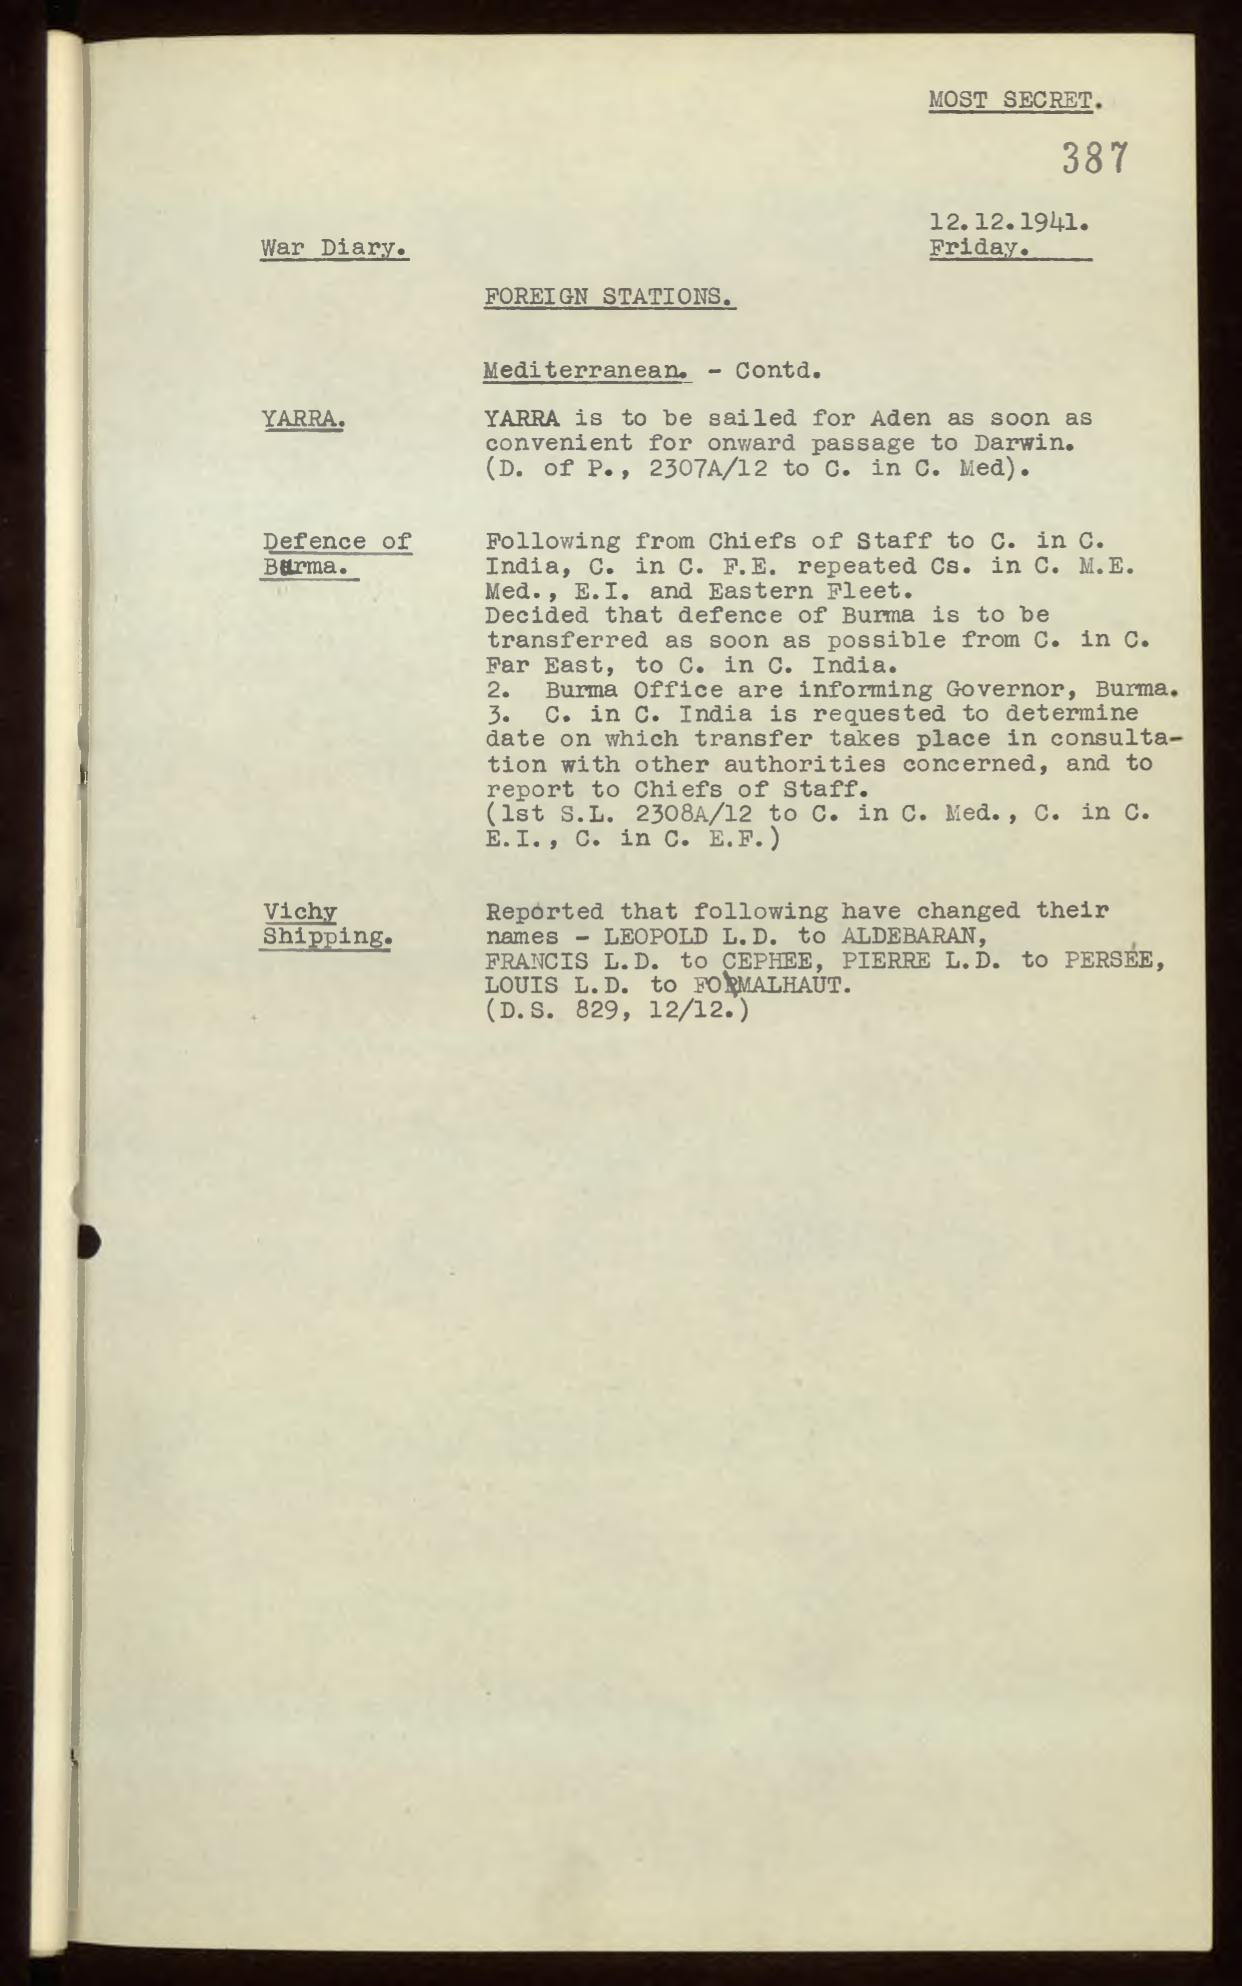 MOST SECRET.
387
12.12.1941.
War Diary.
Friday.
FOREIGN STATIONS.
Mediterranean. - Contd.
YARRA.
YARRA is to be sailed for Aden as soon as
convenient for onward passage to Darwin.
(D. of P., 2307A/12 to C. in C. Med).
Defence of
Burma.
Following from Chiefs of Staff to C. in C.
India, C. in C. F.E. repeated Cs. in C. M.E.
Med., E.I. and Eastern Fleet.
Decided that defence of Burma is to be
transferred as soon as possible from C. in C.
Far East, to C. in C. India.
2. Burma Office are informing Governor, Burma.
3. C. in C. India is requested to determine
date on which transfer takes place in consulta-
tion with other authorities concerned, and to
report to Chiefs of Staff.
(1st S.L. 2308A/12 to C. in C. Med., C. in C.
E.I., C. in C. E.F.)
Vichy
Shipping.
Reported that following have changed their
names - LEOPOLD L.D. to ALDEBARAN,
FRANCIS L.D. to CEPHEE, PIERRE L.D. to PERSÉE,
LOUIS L.D. to FORMALHAUT.
(D.S. 829, 12/12.)